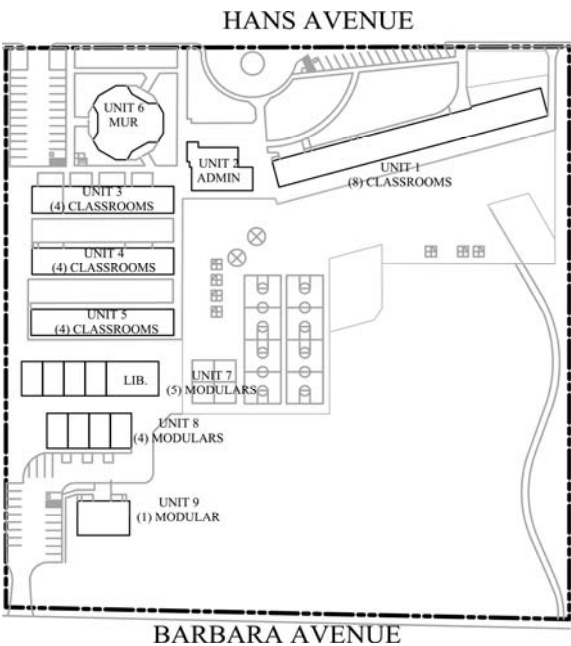 HANS AVENUE
UNIT 6
MUR
UNIT 2
ADMIN
UNIT 1
(8) CLASSROOMS
UNIT 3
(4) CLASSROOMS
UNIT 4
(4) CLASSROOMS
UNIT 5
(4) CLASSROOMS
LIB.
UNIT 7
(5) MODULARS
UNIT 8
(4) MODULARS
UNIT 9
(1) MODULAR
BARBARA AVENUE